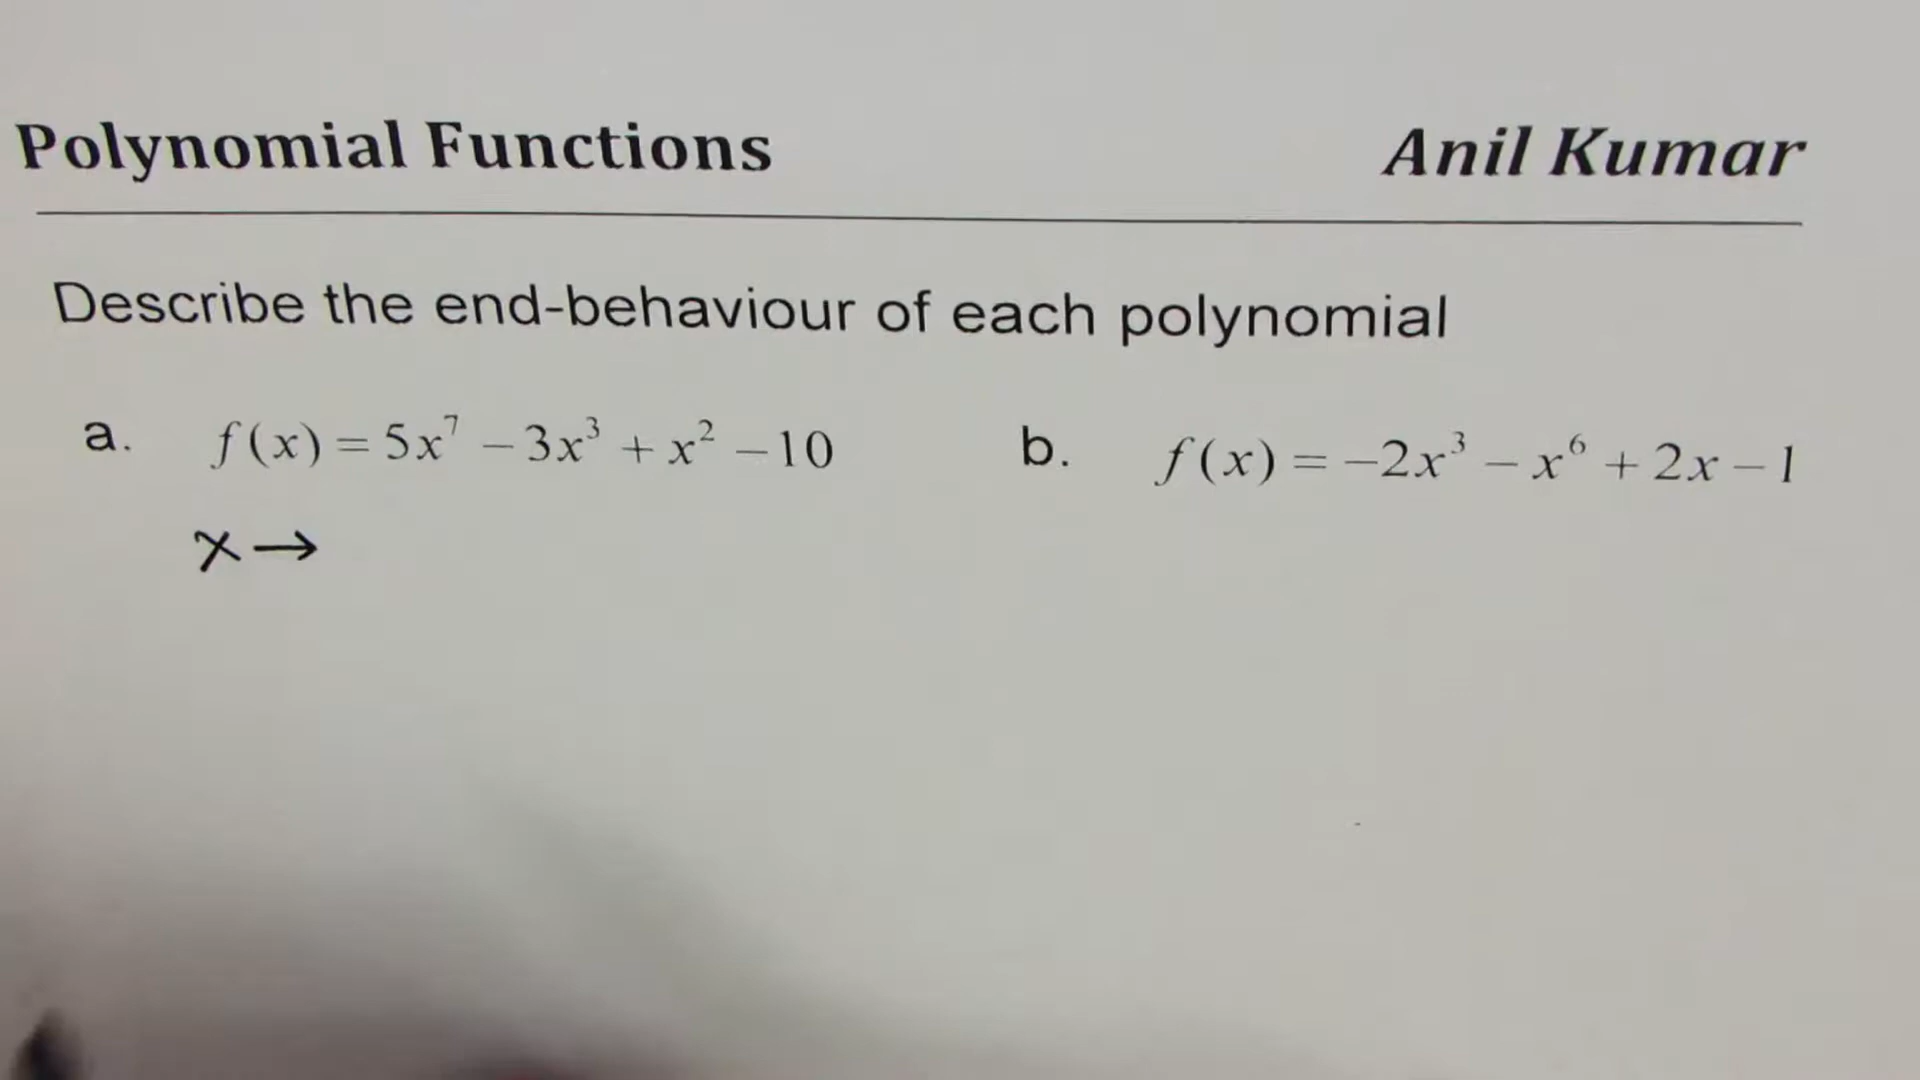 Polynomial Functions Anil Kumar
Describe the end-behaviour of each polynomial
a. f(x) = 5x⁷ − 3x³ + x² − 10 b. f(x) = −2x³ − x⁶ + 2x − 1
x →